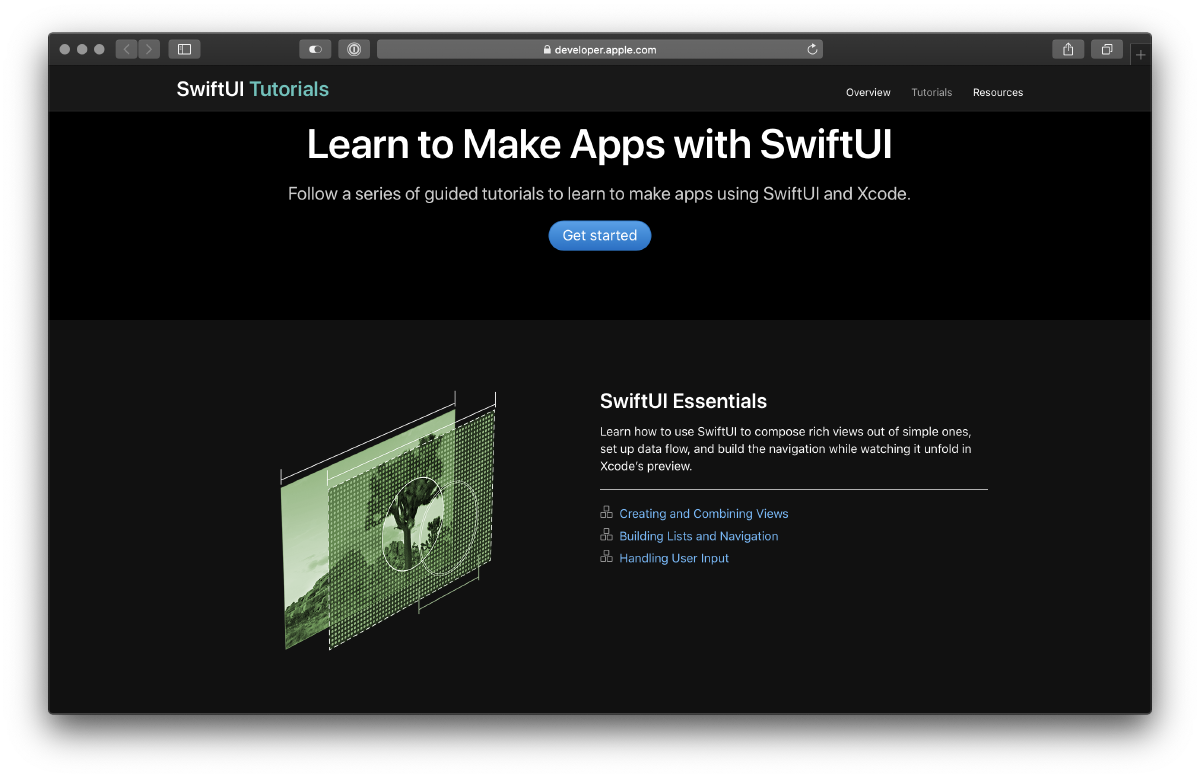 developer.apple.com
SwiftUI Tutorials
Overview Tutorials Resources
Learn to Make Apps with SwiftUI
Follow a series of guided tutorials to learn to make apps using SwiftUI and Xcode.
Get started
SwiftUI Essentials
Learn how to use SwiftUI to compose rich views out of simple ones,
set up data flow, and build the navigation while watching it unfold in
Xcode's preview.
Creating and Combining Views
Building Lists and Navigation
Handling User Input